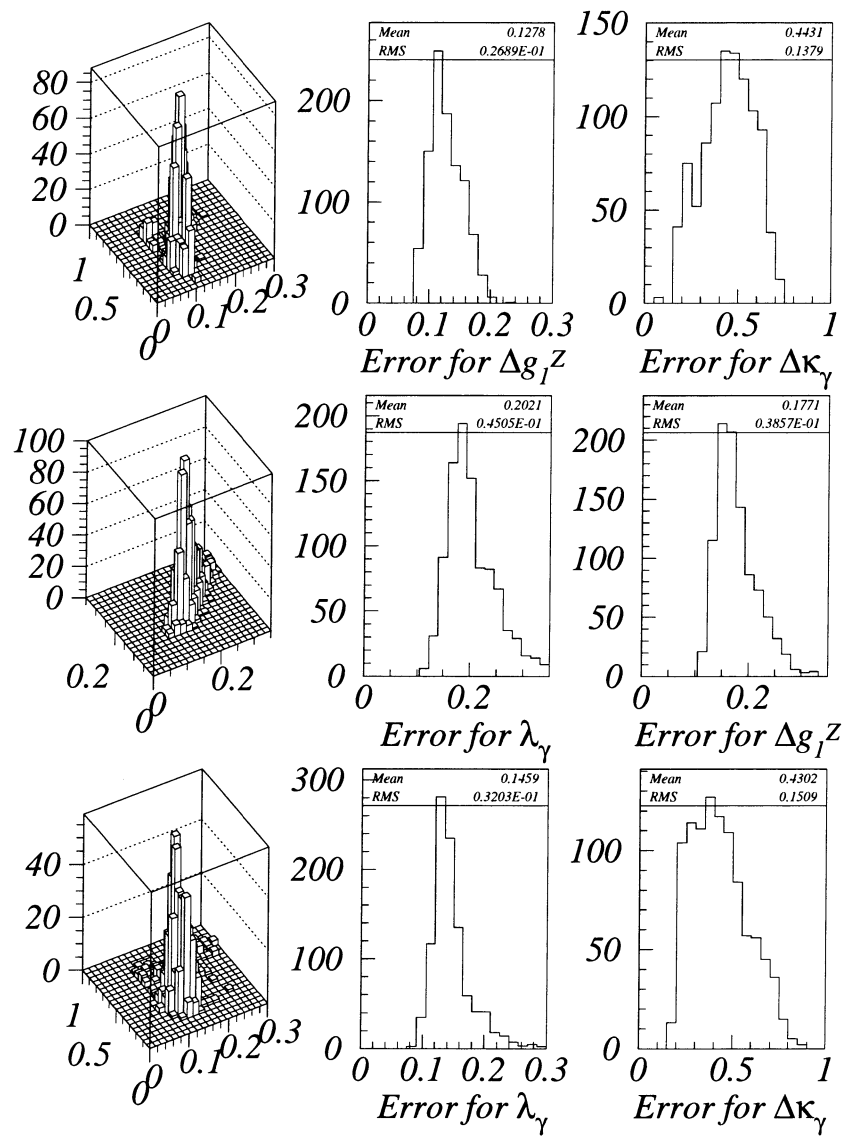 80
60
40
20
0
1
0.5
0
0
0.1
0.2
0.3
Mean 0.1278
RMS 0.2689E-01
200
100
0
0 0.1 0.2 0.3
Error for Δg₁ᶻ
Mean 0.4431
RMS 0.1379
150
100
50
0
0 0.5 1
Error for Δκᵧ
100
80
60
40
20
0
0.2
0
0
0.2
Mean 0.2021
RMS 0.4505E-01
200
150
100
50
0
0 0.2
Error for λᵧ
Mean 0.1771
RMS 0.3857E-01
200
150
100
50
0
0 0.2
Error for Δg₁ᶻ
40
20
0
1
0.5
0
0
0.1
0.2
0.3
Mean 0.1459
RMS 0.3203E-01
300
200
100
0
0 0.1 0.2 0.3
Error for λᵧ
Mean 0.4302
RMS 0.1509
100
50
0
0 0.5 1
Error for Δκᵧ